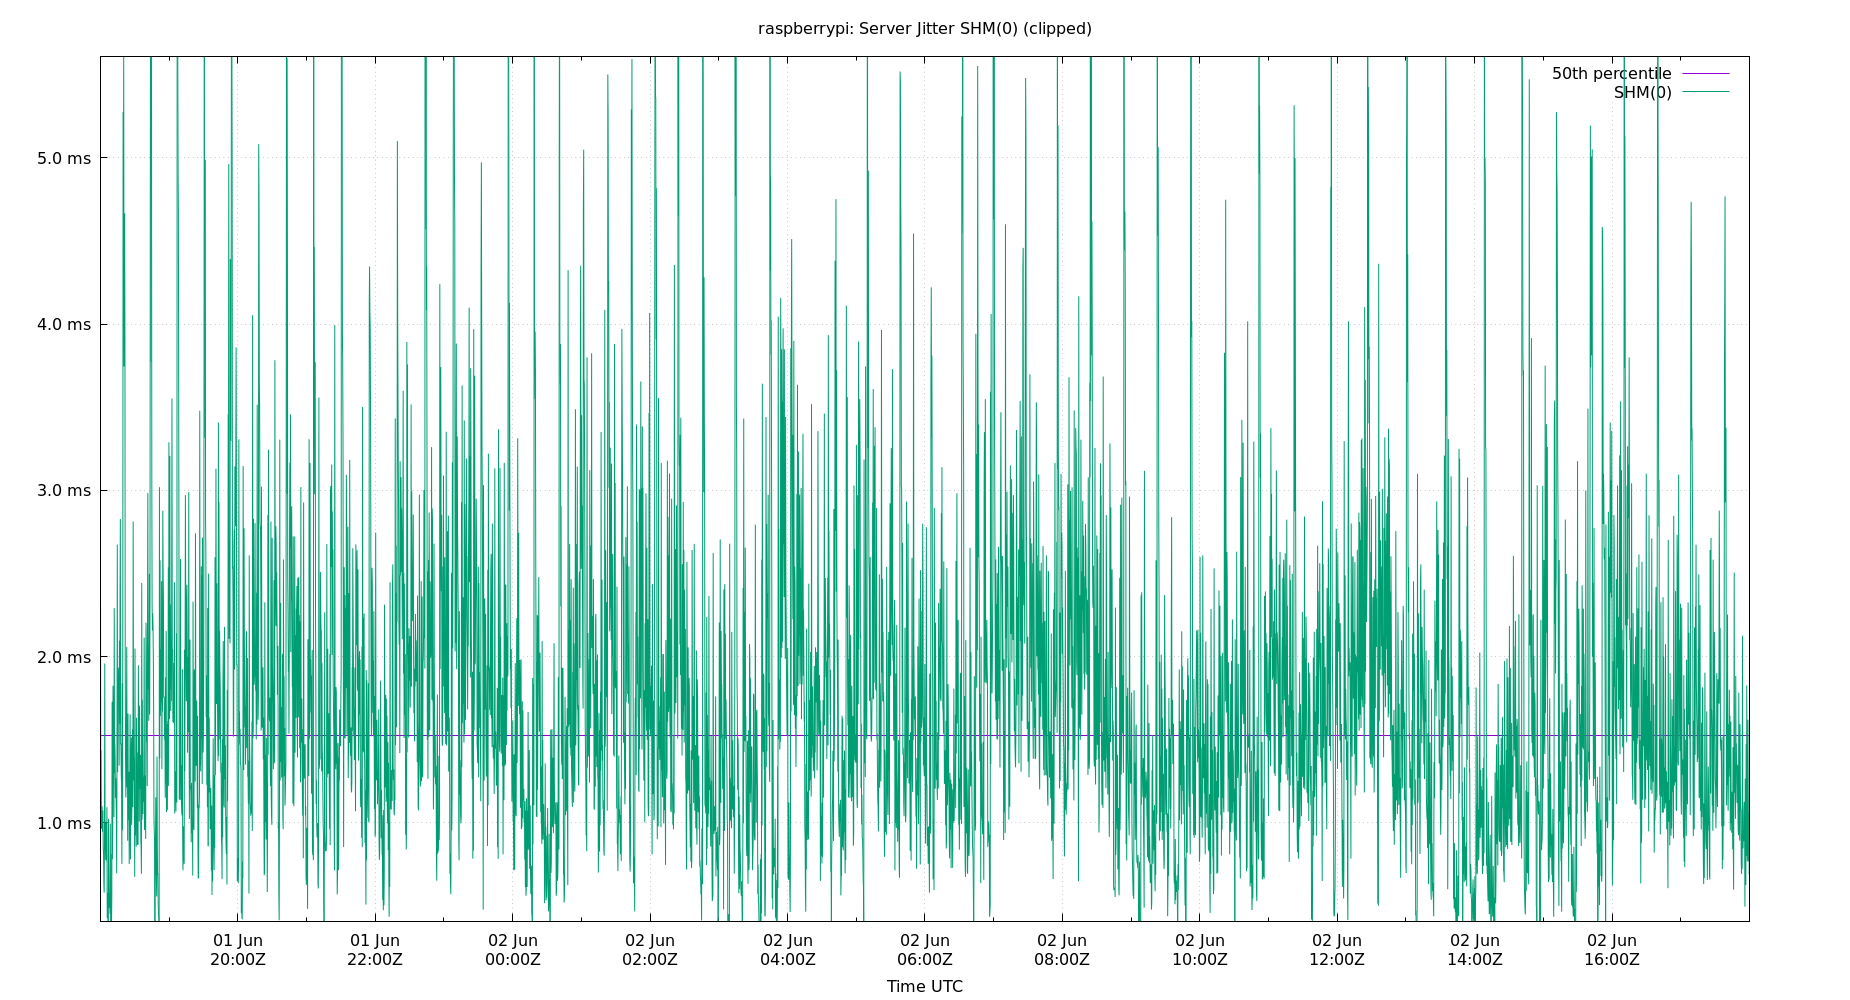 raspberrypi: Server Jitter SHM(0) (clipped)
50th percentile
SHM(0)
5.0 ms
4.0 ms
3.0 ms
2.0 ms
1.0 ms
01 Jun 01 Jun 02 Jun 02 Jun 02 Jun 02 Jun 02 Jun 02 Jun 02 Jun 02 Jun 02 Jun
20:00Z 22:00Z 00:00Z 02:00Z 04:00Z 06:00Z 08:00Z 10:00Z 12:00Z 14:00Z 16:00Z
Time UTC